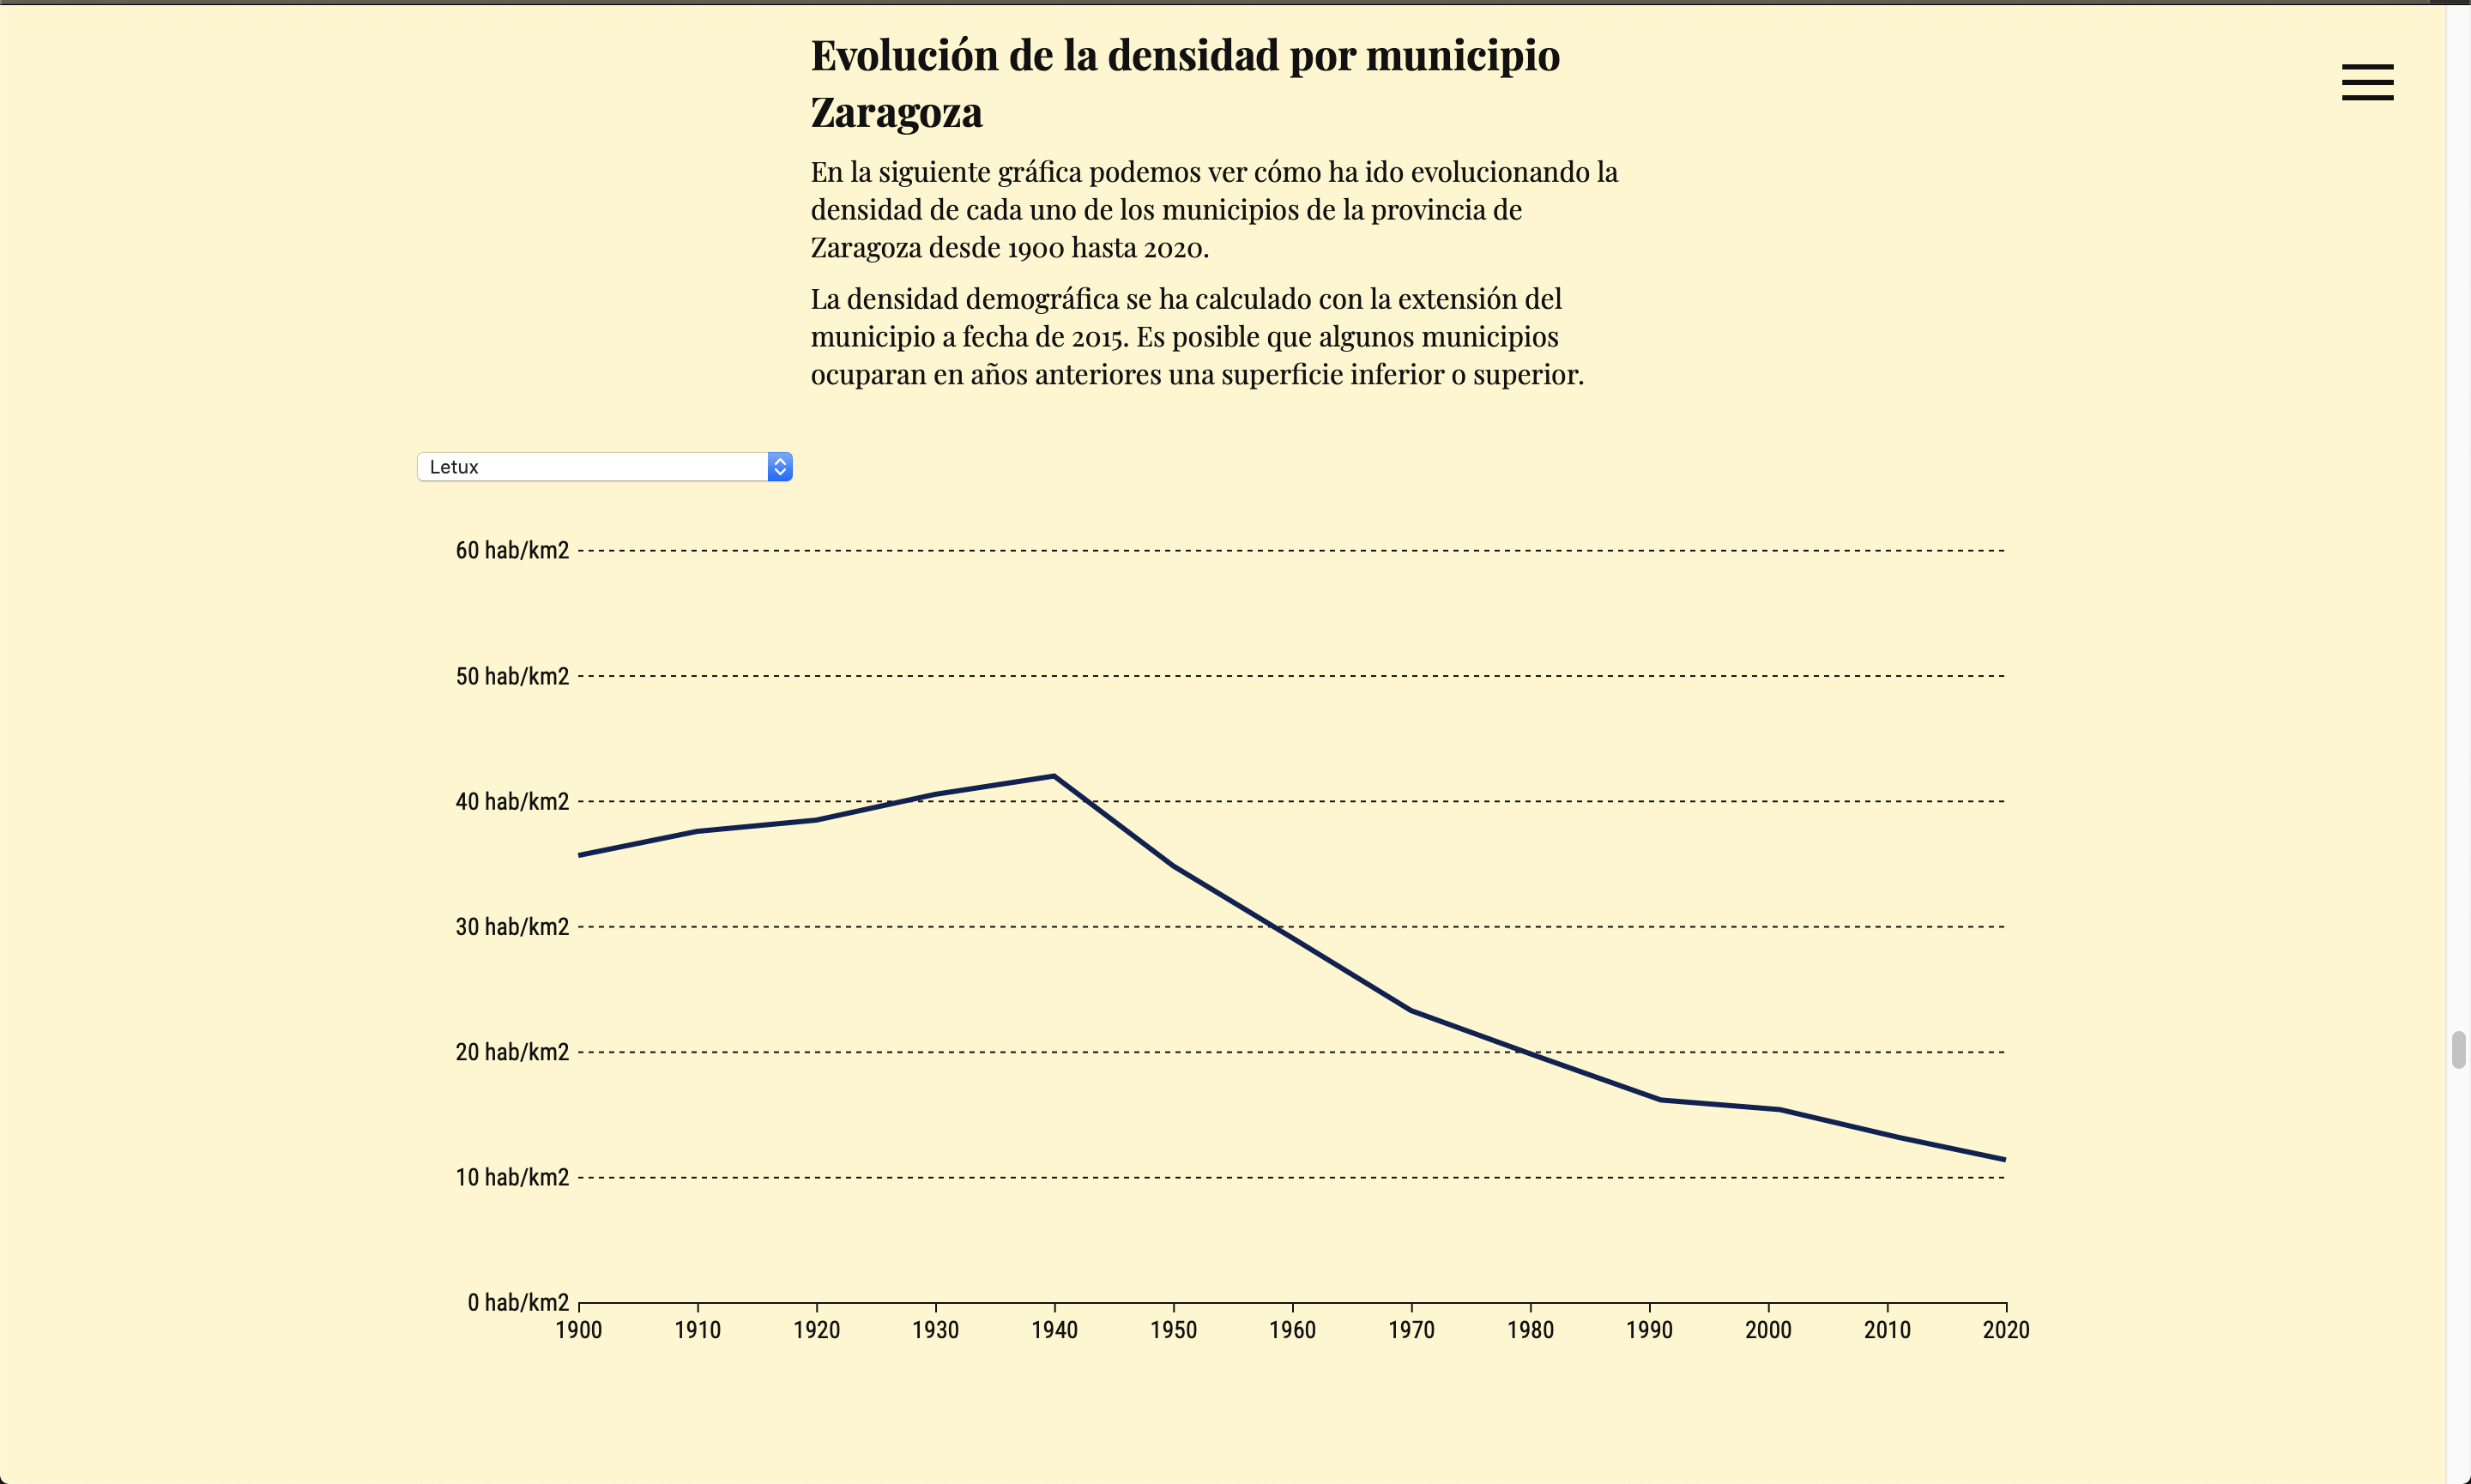 Evolución de la densidad por municipio
Zaragoza
En la siguiente gráfica podemos ver cómo ha ido evolucionando la
densidad de cada uno de los municipios de la provincia de
Zaragoza desde 1900 hasta 2020.
La densidad demográfica se ha calculado con la extensión del
municipio a fecha de 2015. Es posible que algunos municipios
ocuparan en años anteriores una superficie inferior o superior.
Letux
60 hab/km2
50 hab/km2
40 hab/km2
30 hab/km2
20 hab/km2
10 hab/km2
0 hab/km2
1900 1910 1920 1930 1940 1950 1960 1970 1980 1990 2000 2010 2020